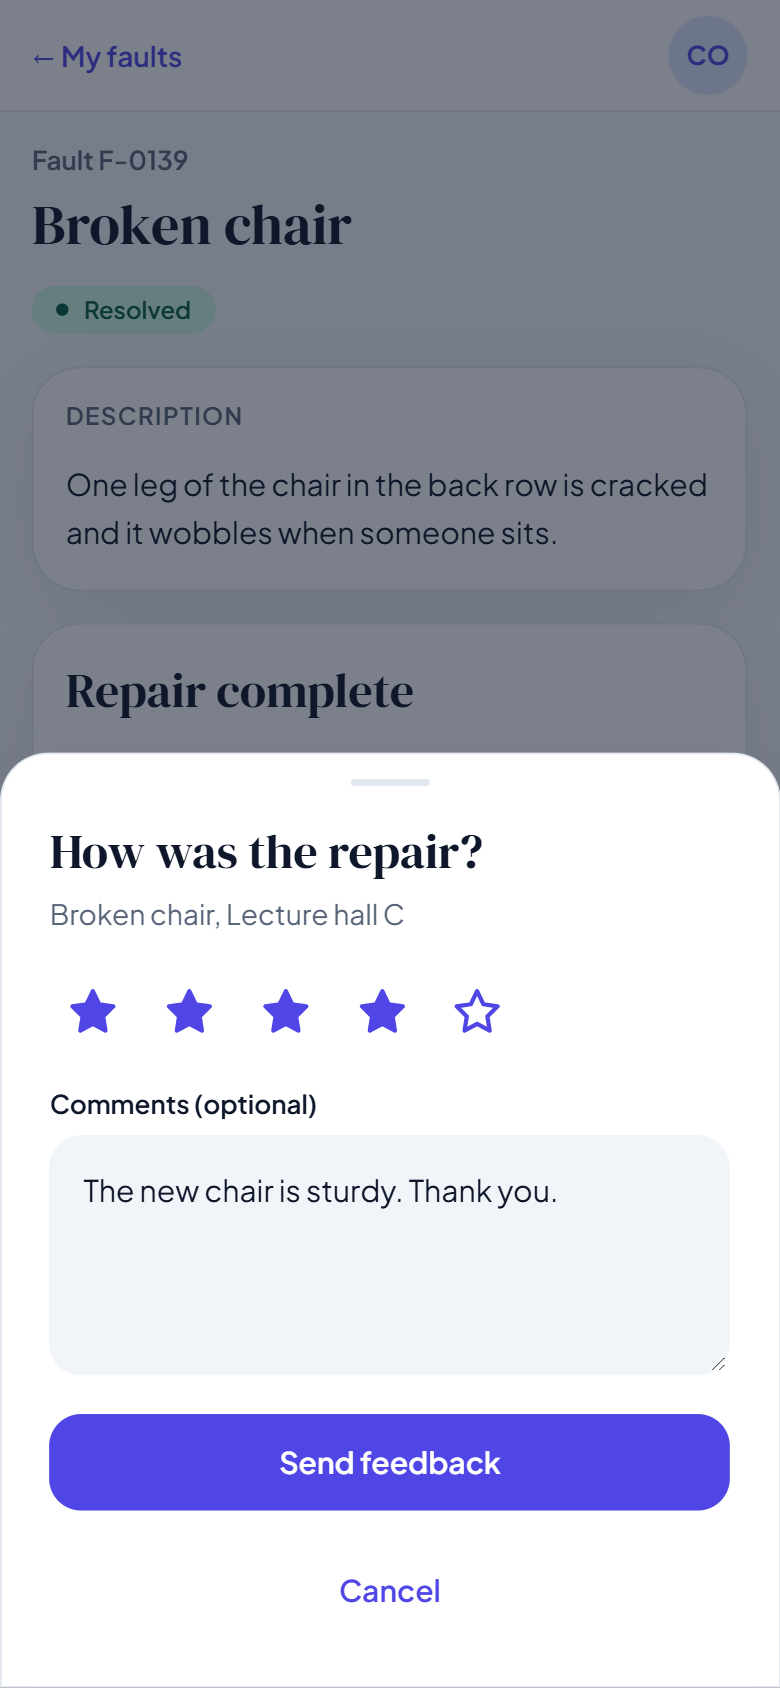 ← My faults
CO
Fault F-0139
Broken chair
Resolved
DESCRIPTION
One leg of the chair in the back row is cracked
and it wobbles when someone sits.
Repair complete
How was the repair?
Broken chair, Lecture hall C
Comments (optional)
The new chair is sturdy. Thank you.
Send feedback
Cancel